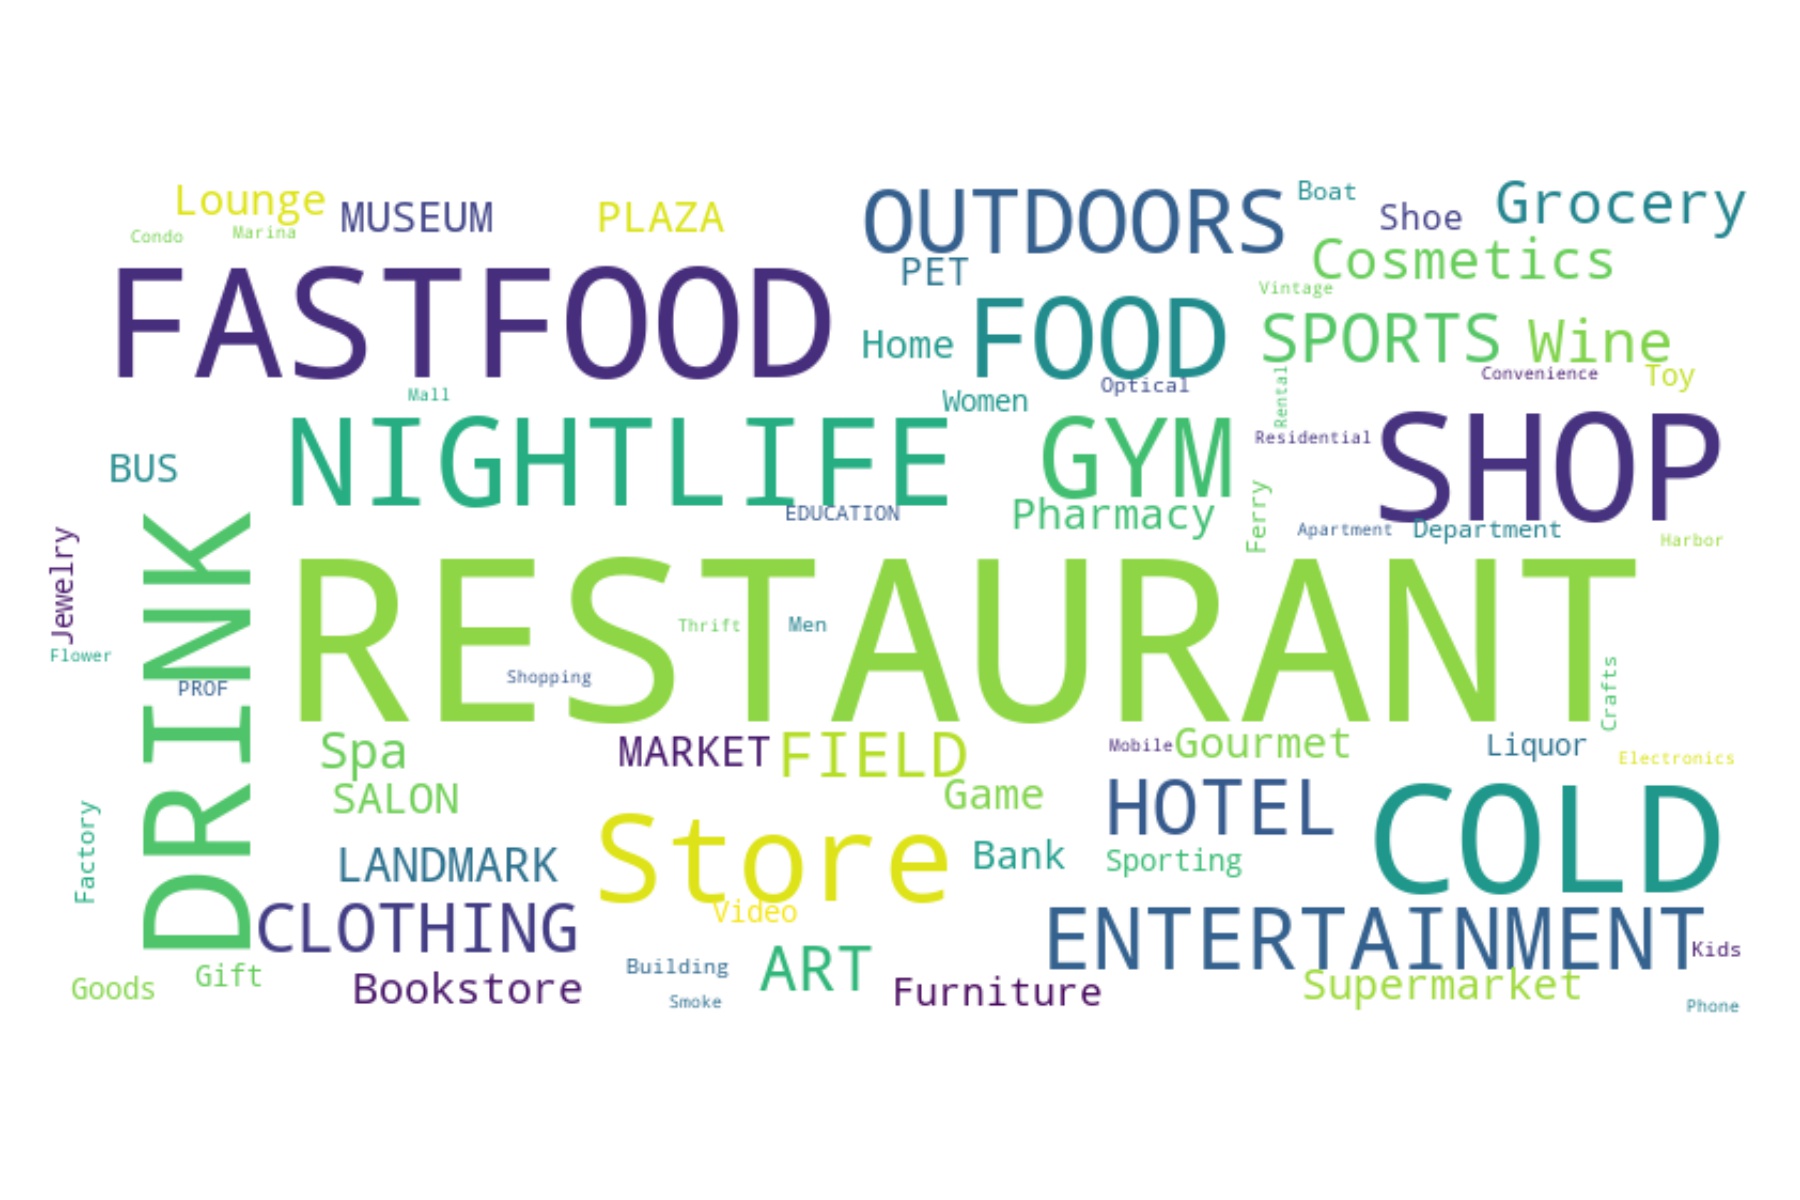 Lounge
MUSEUM
PLAZA
OUTDOORS
Boat
Shoe
Grocery
Condo
Marina
PET
Cosmetics
Vintage
FASTFOOD
Home
FOOD
SPORTS
Wine
Convenience
Toy
Mall
Women
Optical
Rental
BUS
NIGHTLIFE
GYM
Residential
SHOP
EDUCATION
Pharmacy
Ferry
Apartment
Department
Harbor
Jewelry
Flower
DRINK
PROF
RESTAURANT
Thrift
Men
Shopping
Crafts
Spa
MARKET
FIELD
Mobile
Gourmet
Liquor
Electronics
SALON
Game
HOTEL
COLD
Factory
LANDMARK
Store
Bank
Sporting
CLOTHING
Video
ENTERTAINMENT
Kids
Goods
Gift
Bookstore
Building
Smoke
ART
Furniture
Supermarket
Phone